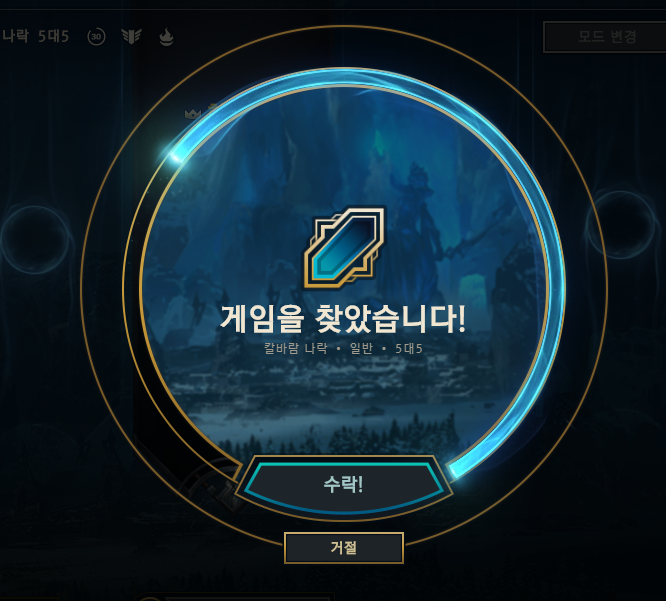 나락 5대5
30
모드 변경
게임을 찾았습니다!
칼바람 나락 • 일반 • 5대5
수락!
거절